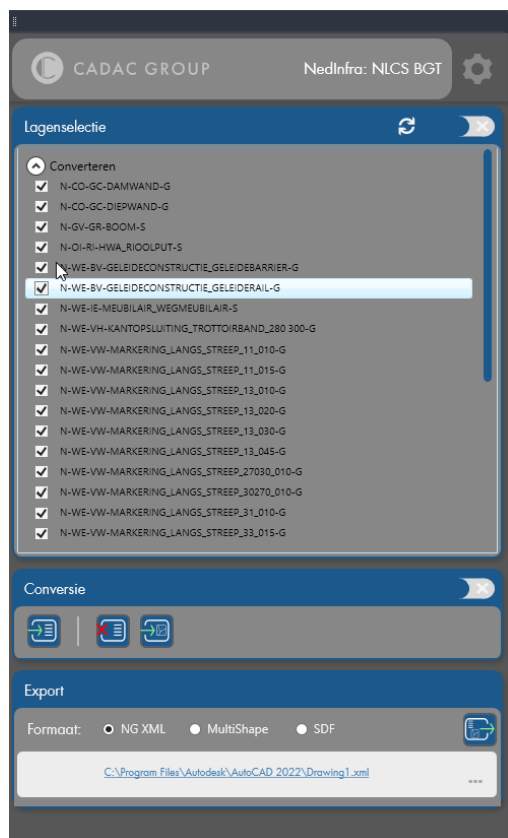 CADAC GROUP
NedInfra: NLCS BGT
Lagenselectie
Converteren
N-CO-GC-DAMWAND-G
N-CO-GC-DIEPWAND-G
N-GV-GR-BOOM-S
N-OI-RI-HWA_RIOOLPUT-S
N-WE-BV-GELEIDECONSTRUCTIE_GELEIDEBARRIER-G
N-WE-BV-GELEIDECONSTRUCTIE_GELEIDERAIL-G
N-WE-IE-MEUBILAIR_WEGMEUBILAIR-S
N-WE-VH-KANTOPSLUITING_TROTTOIRBAND_280 300-G
N-WE-VW-MARKERING_LANGS_STREEP_11_010-G
N-WE-VW-MARKERING_LANGS_STREEP_11_015-G
N-WE-VW-MARKERING_LANGS_STREEP_13_010-G
N-WE-VW-MARKERING_LANGS_STREEP_13_020-G
N-WE-VW-MARKERING_LANGS_STREEP_13_030-G
N-WE-VW-MARKERING_LANGS_STREEP_13_045-G
N-WE-VW-MARKERING_LANGS_STREEP_27030_010-G
N-WE-VW-MARKERING_LANGS_STREEP_30270_010-G
N-WE-VW-MARKERING_LANGS_STREEP_31_010-G
N-WE-VW-MARKERING_LANGS_STREEP_33_015-G
Conversie
Export
Formaat: NG XML MultiShape SDF
C:\Program Files\Autodesk\AutoCAD 2022\Drawing1.xml
...